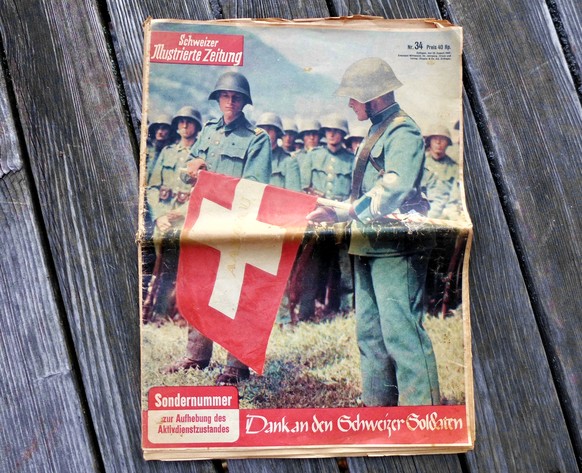 Schweizer
Illustrierte Zeitung
Nr. 34 Preis 40 Rp.
Sondernummer
zur Aufhebung des
Aktivdienstzustandes
Dank an den Schweizer Soldaten